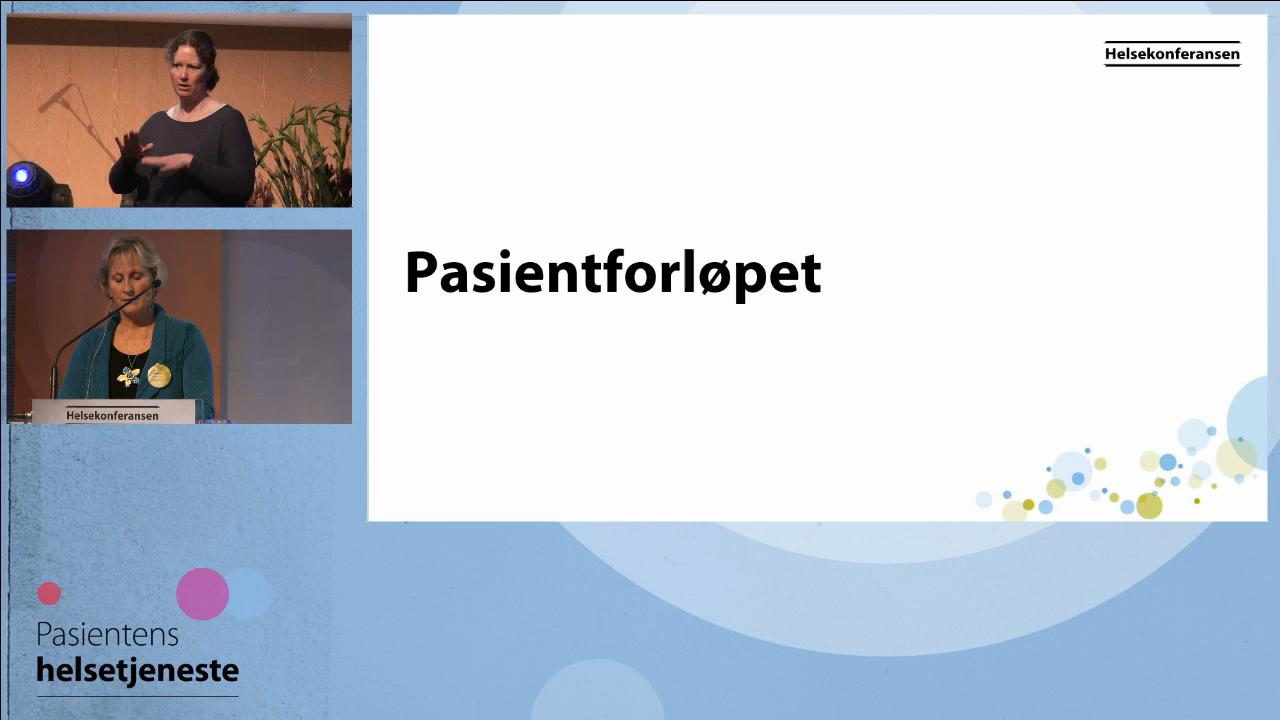 Helsekonferansen
Pasientforløpet
Helsekonferansen
Pasientens
helsetjeneste